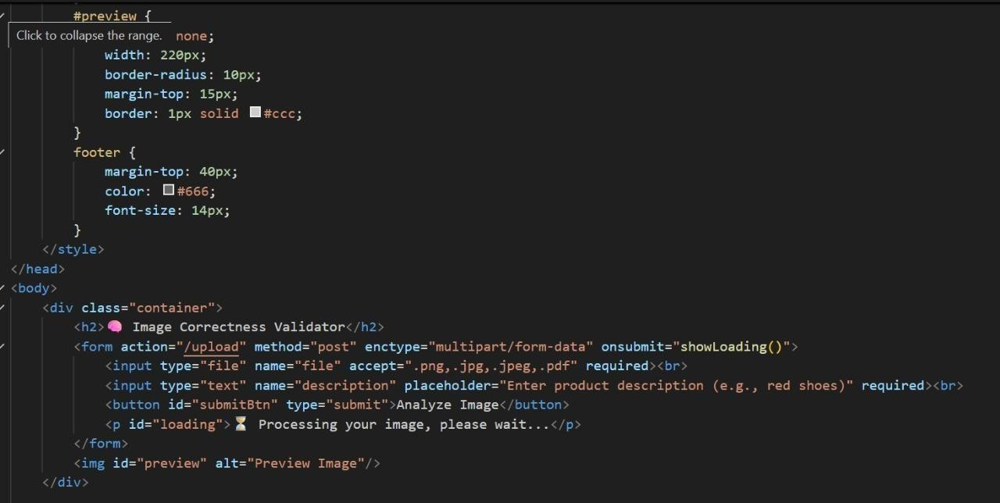 #preview {
Click to collapse the range. none;
width: 220px;
border-radius: 10px;
margin-top: 15px;
border: 1px solid #ccc;
}
footer {
margin-top: 40px;
color: #666;
font-size: 14px;
}
</style>
</head>
<body>
<div class="container">
<h2>🧠 Image Correctness Validator</h2>
<form action="/upload" method="post" enctype="multipart/form-data" onsubmit="showLoading()">
<input type="file" name="file" accept=".png,.jpg,.jpeg,.pdf" required><br>
<input type="text" name="description" placeholder="Enter product description (e.g., red shoes)" required><br>
<button id="submitBtn" type="submit">Analyze Image</button>
<p id="loading">⏳ Processing your image, please wait...</p>
</form>
<img id="preview" alt="Preview Image"/>
</div>